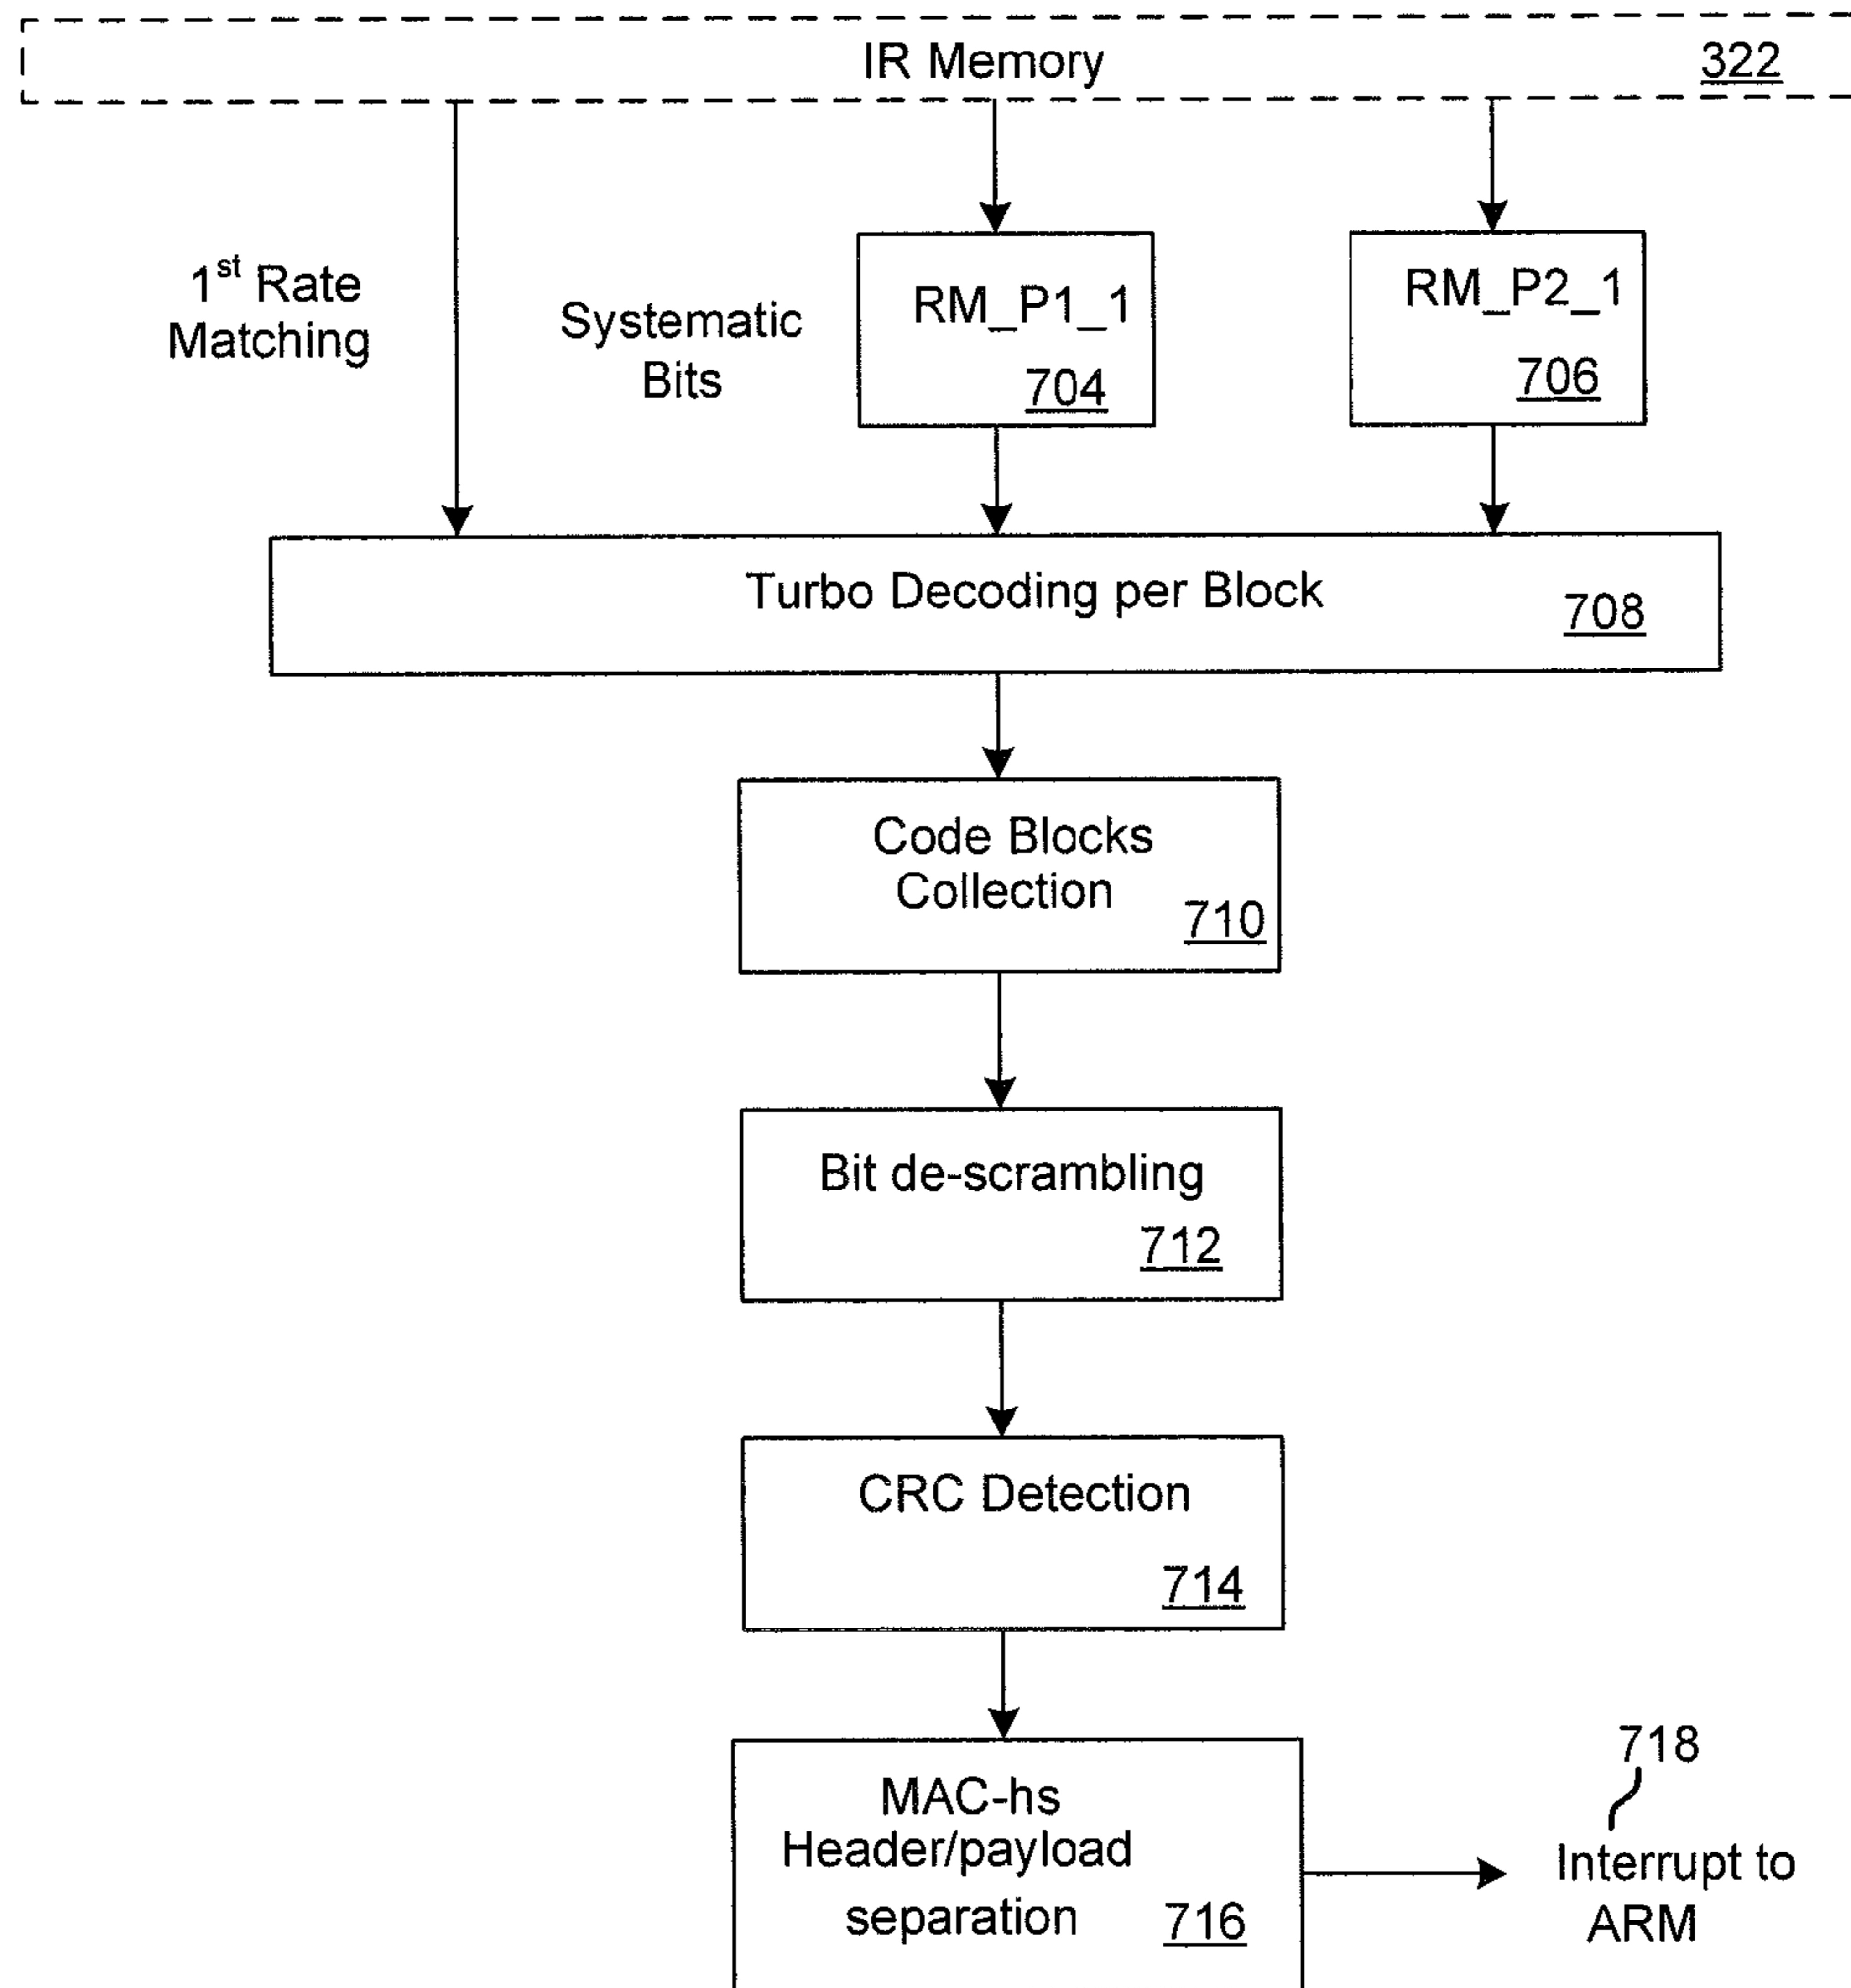 IR Memory 322
1st Rate
Matching
Systematic
Bits
RM_P1_1
704
RM_P2_1
706
Turbo Decoding per Block 708
Code Blocks
Collection
710
Bit de-scrambling
712
CRC Detection
714
MAC-hs
Header/payload
separation 716
718
Interrupt to
ARM